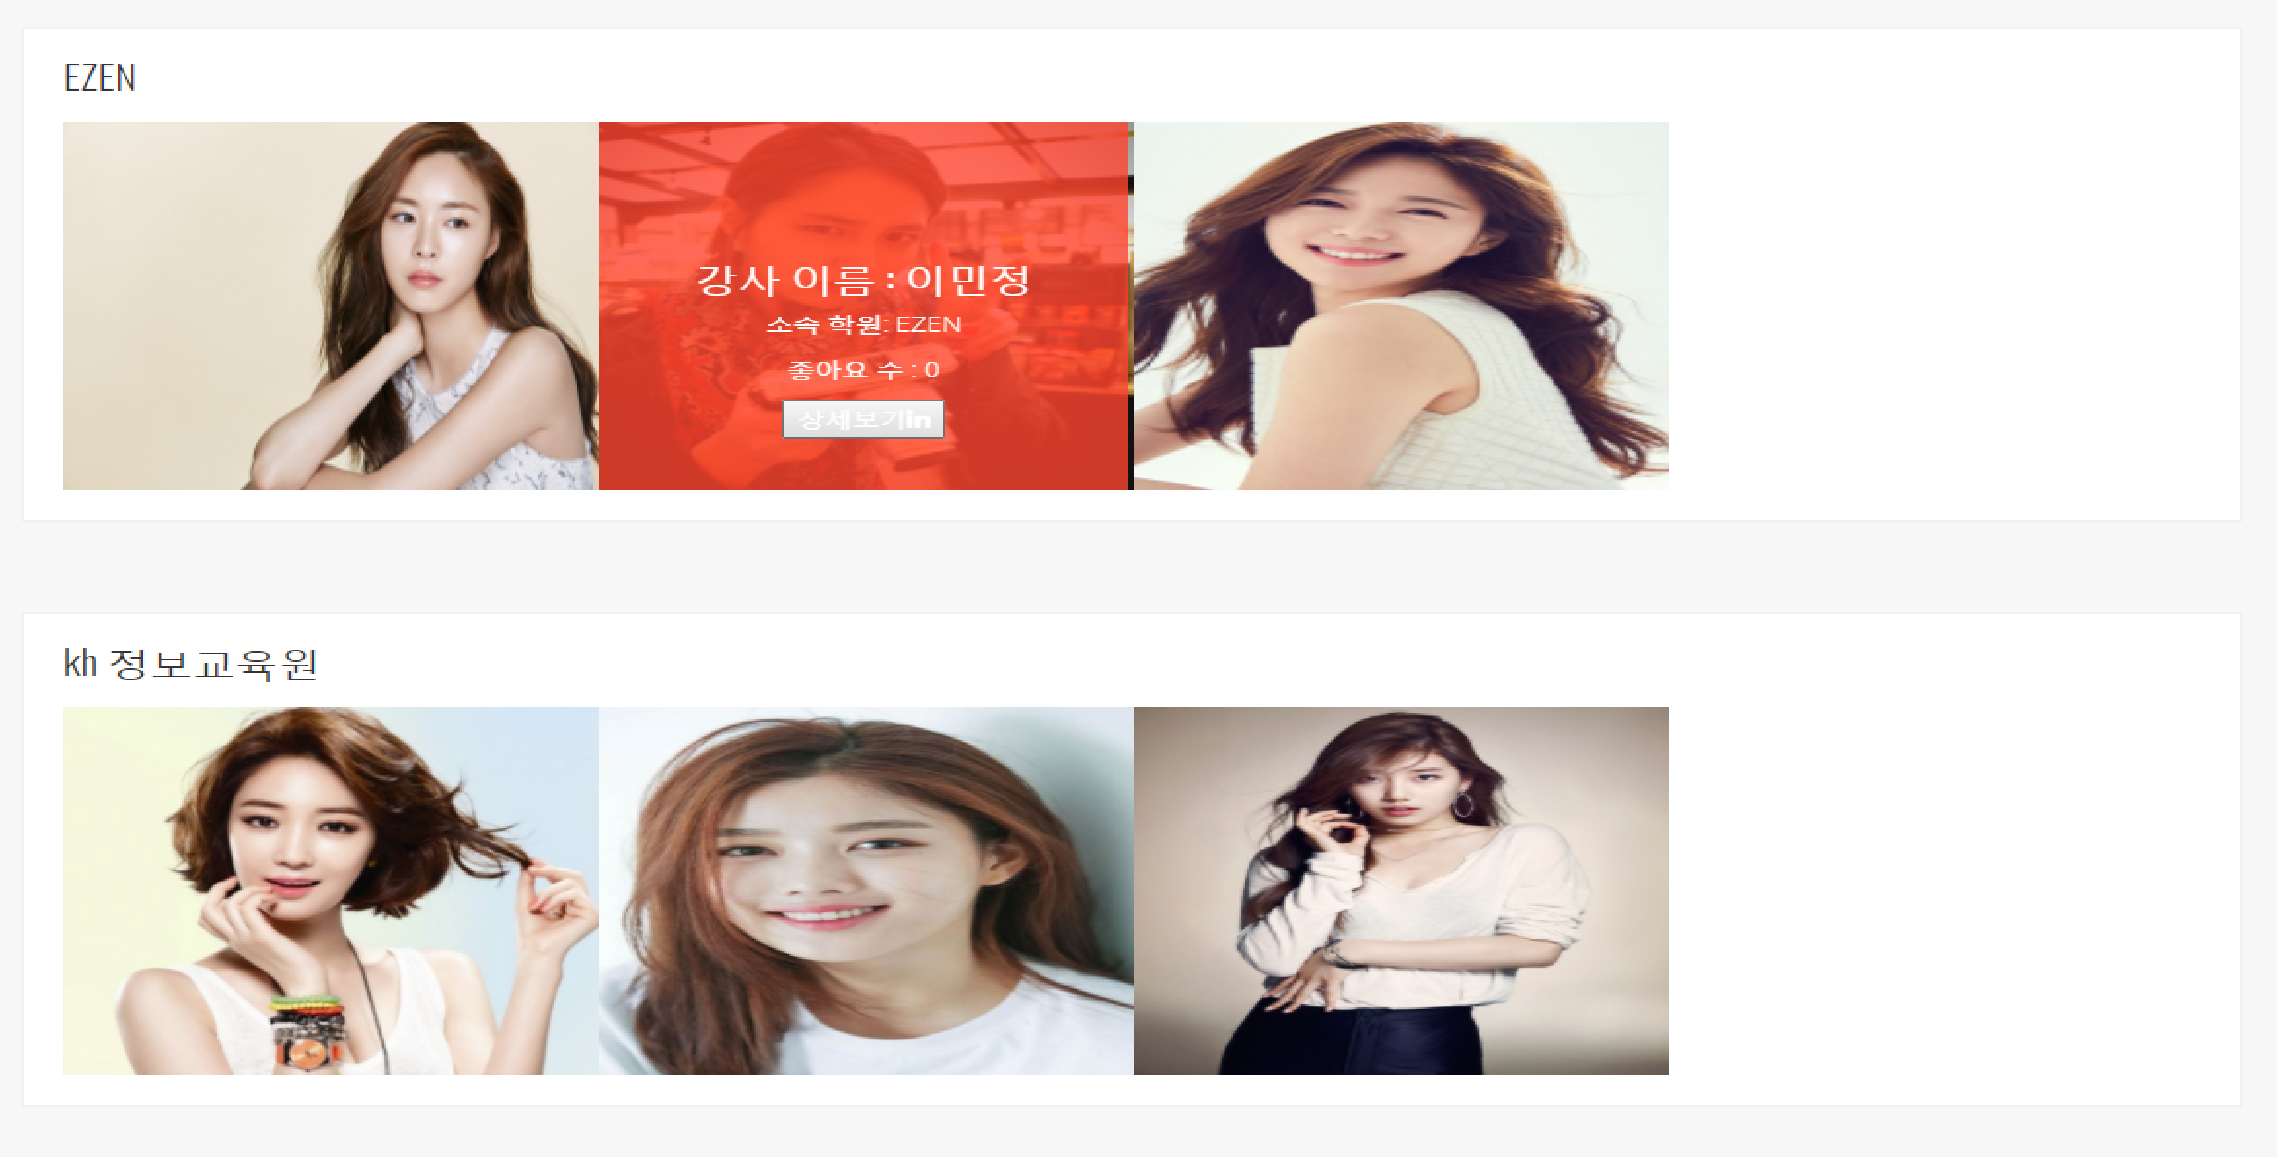 EZEN
강사 이름 : 이민정
소속 학원: EZEN
좋아요 수 : 0
상세보기in
kh 정보교육원